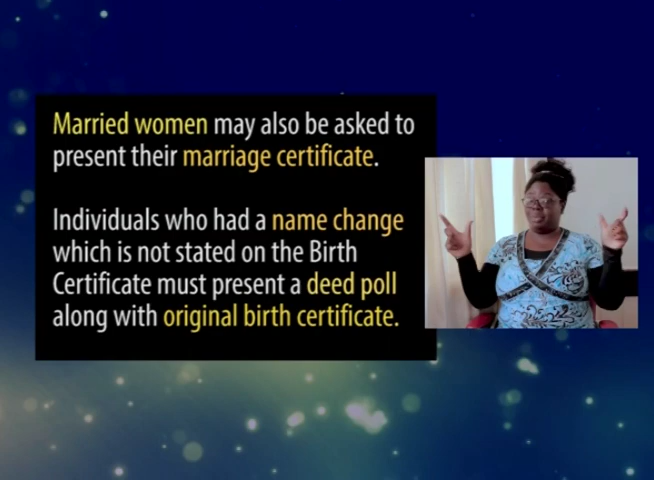 Married women may also be asked to
present their marriage certificate.
Individuals who had a name change
which is not stated on the Birth
Certificate must present a deed poll
along with original birth certificate.